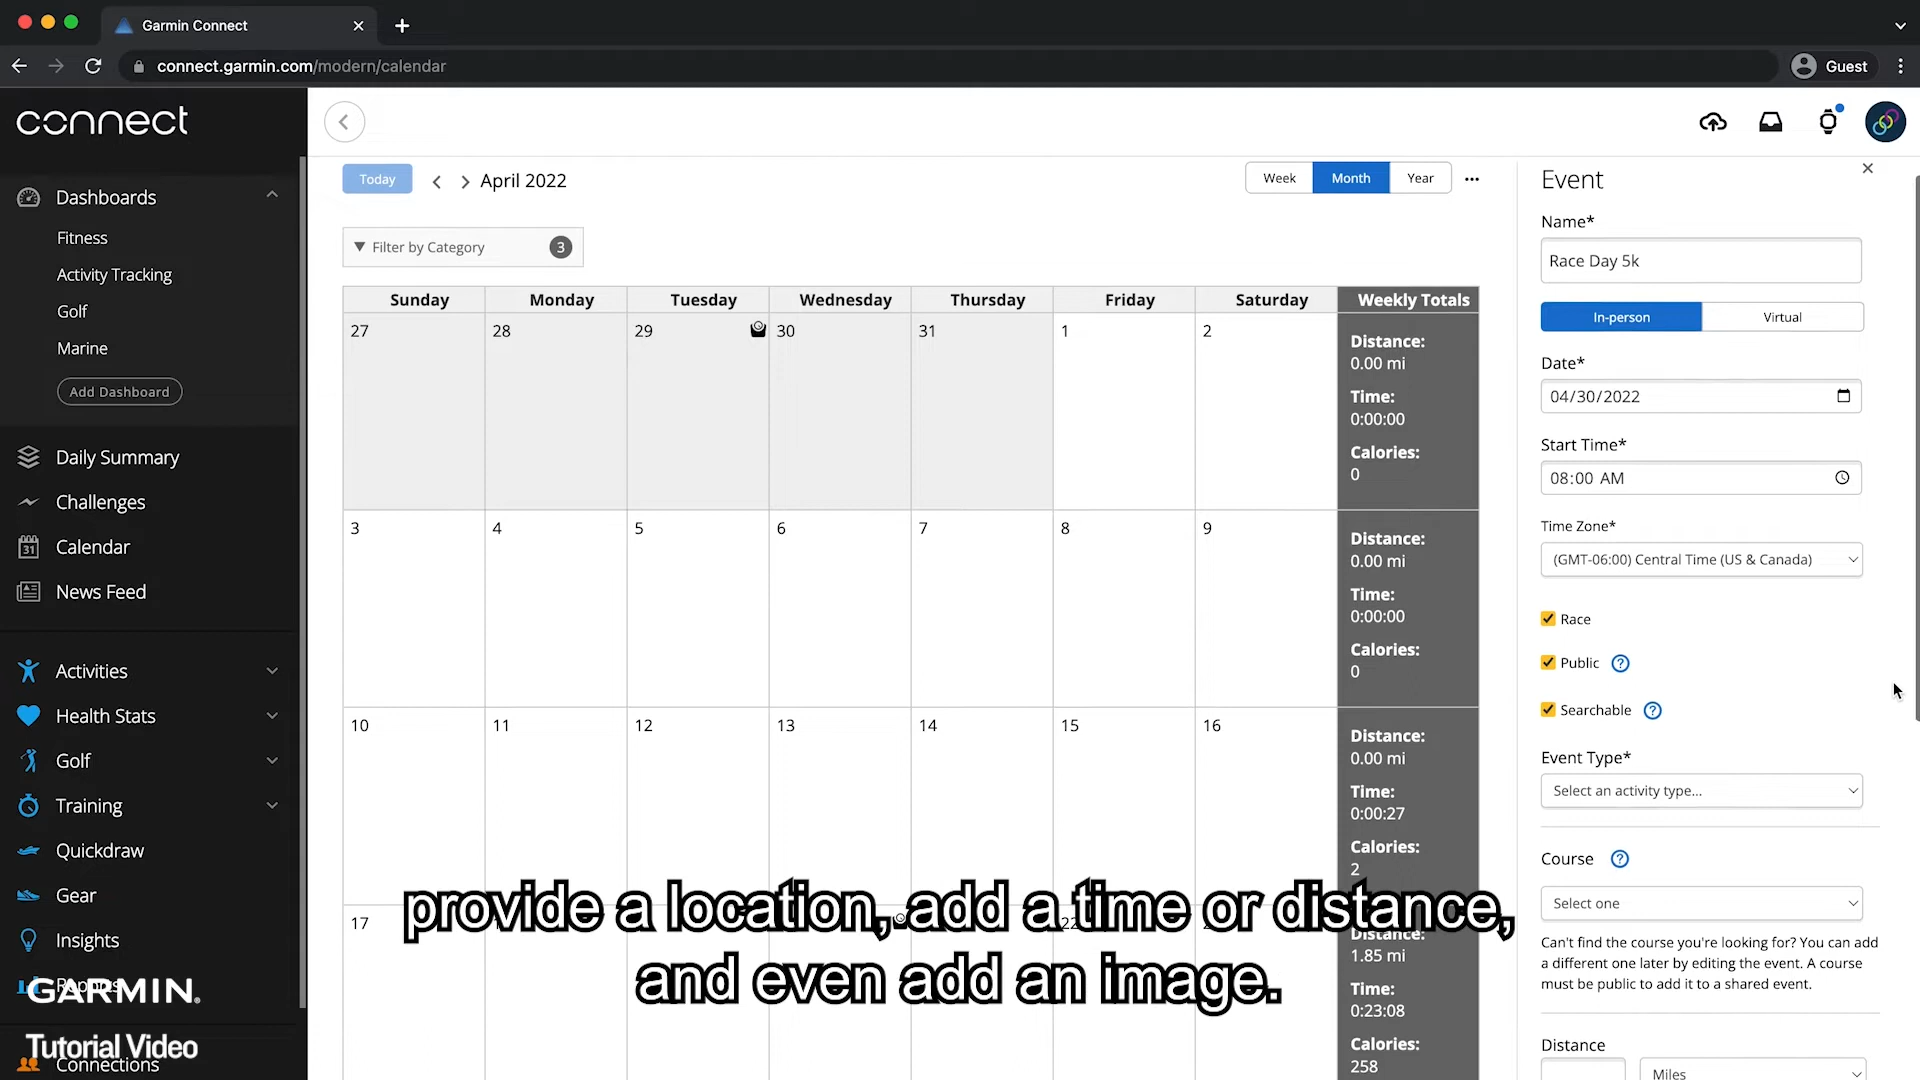 Garmin Connect
connect.garmin.com/modern/calendar
Guest
connect
Dashboards
Fitness
Activity Tracking
Golf
Marine
Add Dashboard
Daily Summary
Challenges
31
Calendar
News Feed
Activities
Health Stats
Golf
Training
Quickdraw
Gear
Insights
Reports
GARMIN.
Tutorial Video
Connections
Today
April 2022
Week
Month
Year
Filter by Category
3
Sunday
Monday
Tuesday
Wednesday
Thursday
Friday
Saturday
Weekly Totals
27
28
29
30
31
1
2
Distance:
0.00 mi
Time:
0:00:00
Calories:
0
3
4
5
6
7
8
9
Distance:
0.00 mi
Time:
0:00:00
Calories:
0
10
11
12
13
14
15
16
Distance:
0.00 mi
Time:
0:00:27
Calories:
2
17
22
Distance:
1.85 mi
Time:
0:23:08
Calories:
258
provide a location, add a time or distance,
and even add an image.
Event
Name*
Race Day 5k
In-person
Virtual
Date*
04/30/2022
Start Time*
08:00 AM
Time Zone*
(GMT-06:00) Central Time (US & Canada)
Race
Public
Searchable
Event Type*
Select an activity type...
Course
Select one
Can't find the course you're looking for? You can add
a different one later by editing the event. A course
must be public to add it to a shared event.
Distance
Miles